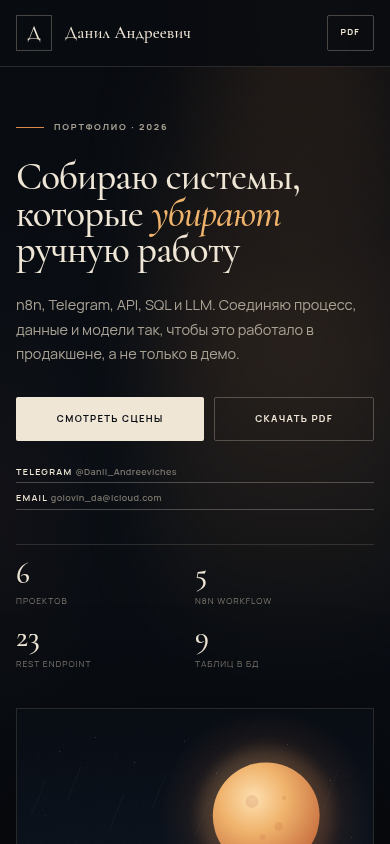 Д Данил Андреевич PDF
ПОРТФОЛИО · 2026
Собираю системы,
которые убирают
ручную работу
n8n, Telegram, API, SQL и LLM. Соединяю процесс,
данные и модели так, чтобы это работало в
продакшене, а не только в демо.
СМОТРЕТЬ СЦЕНЫ СКАЧАТЬ PDF
TELEGRAM @Danil_Andreeviches
EMAIL golovin_da@icloud.com
6 5
ПРОЕКТОВ N8N WORKFLOW
23 9
REST ENDPOINT ТАБЛИЦ В БД